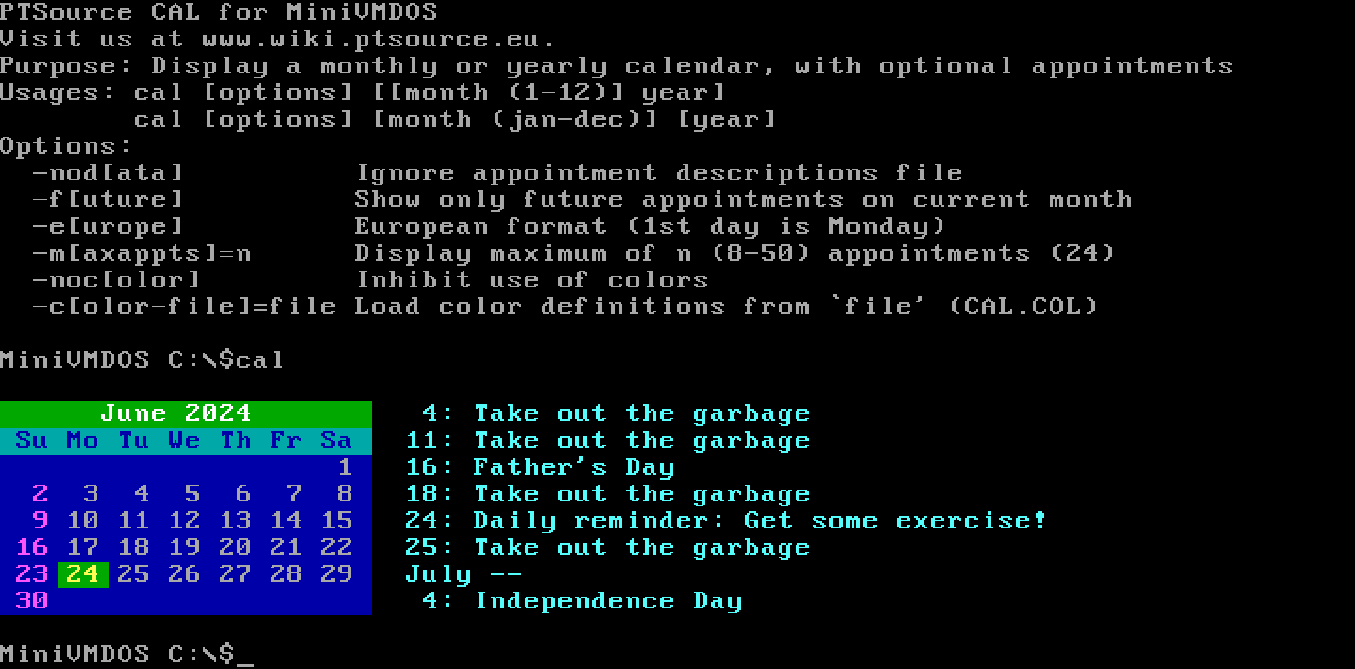 PTSource CAL for MiniVMDOS
Visit us at www.wiki.ptsource.eu.
Purpose: Display a monthly or yearly calendar, with optional appointments
Usages: cal [options] [[month (1-12)] year]
        cal [options] [month (jan-dec)] [year]
Options:
  -nod[ata]          Ignore appointment descriptions file
  -f[uture]          Show only future appointments on current month
  -e[urope]          European format (1st day is Monday)
  -m[axappts]=n      Display maximum of n (8-50) appointments (24)
  -noc[olor]         Inhibit use of colors
  -c[olor-file]=file Load color definitions from `file' (CAL.COL)
MiniVMDOS C:\$cal
      June 2024          4: Take out the garbage
 Su Mo Tu We Th Fr Sa   11: Take out the garbage
                    1   16: Father's Day
  2  3  4  5  6  7  8   18: Take out the garbage
  9 10 11 12 13 14 15   24: Daily reminder: Get some exercise!
 16 17 18 19 20 21 22   25: Take out the garbage
 23 24 25 26 27 28 29   July --
 30                      4: Independence Day
MiniVMDOS C:\$_